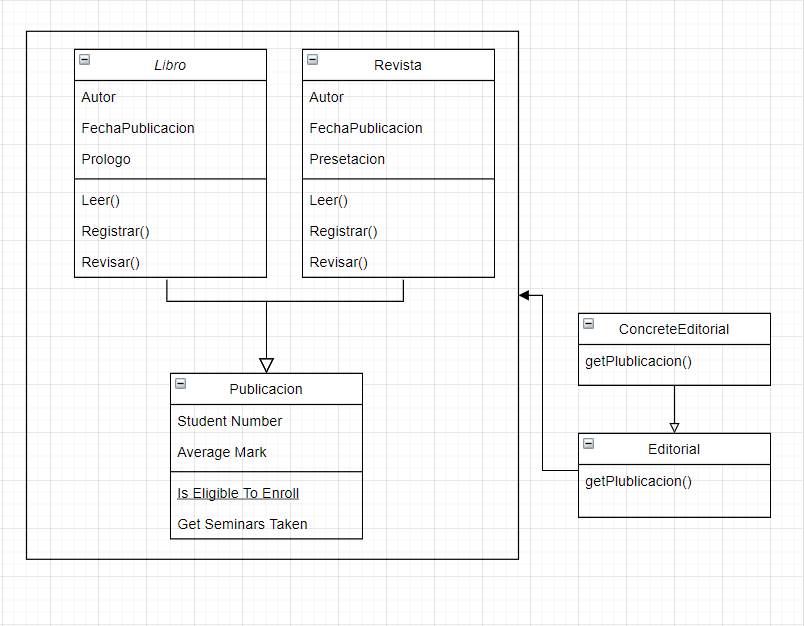 Libro
Autor
FechaPublicacion
Prologo
Leer()
Registrar()
Revisar()
Revista
Autor
FechaPublicacion
Presetacion
Leer()
Registrar()
Revisar()
Publicacion
Student Number
Average Mark
Is Eligible To Enroll
Get Seminars Taken
ConcreteEditorial
getPlublicacion()
Editorial
getPlublicacion()